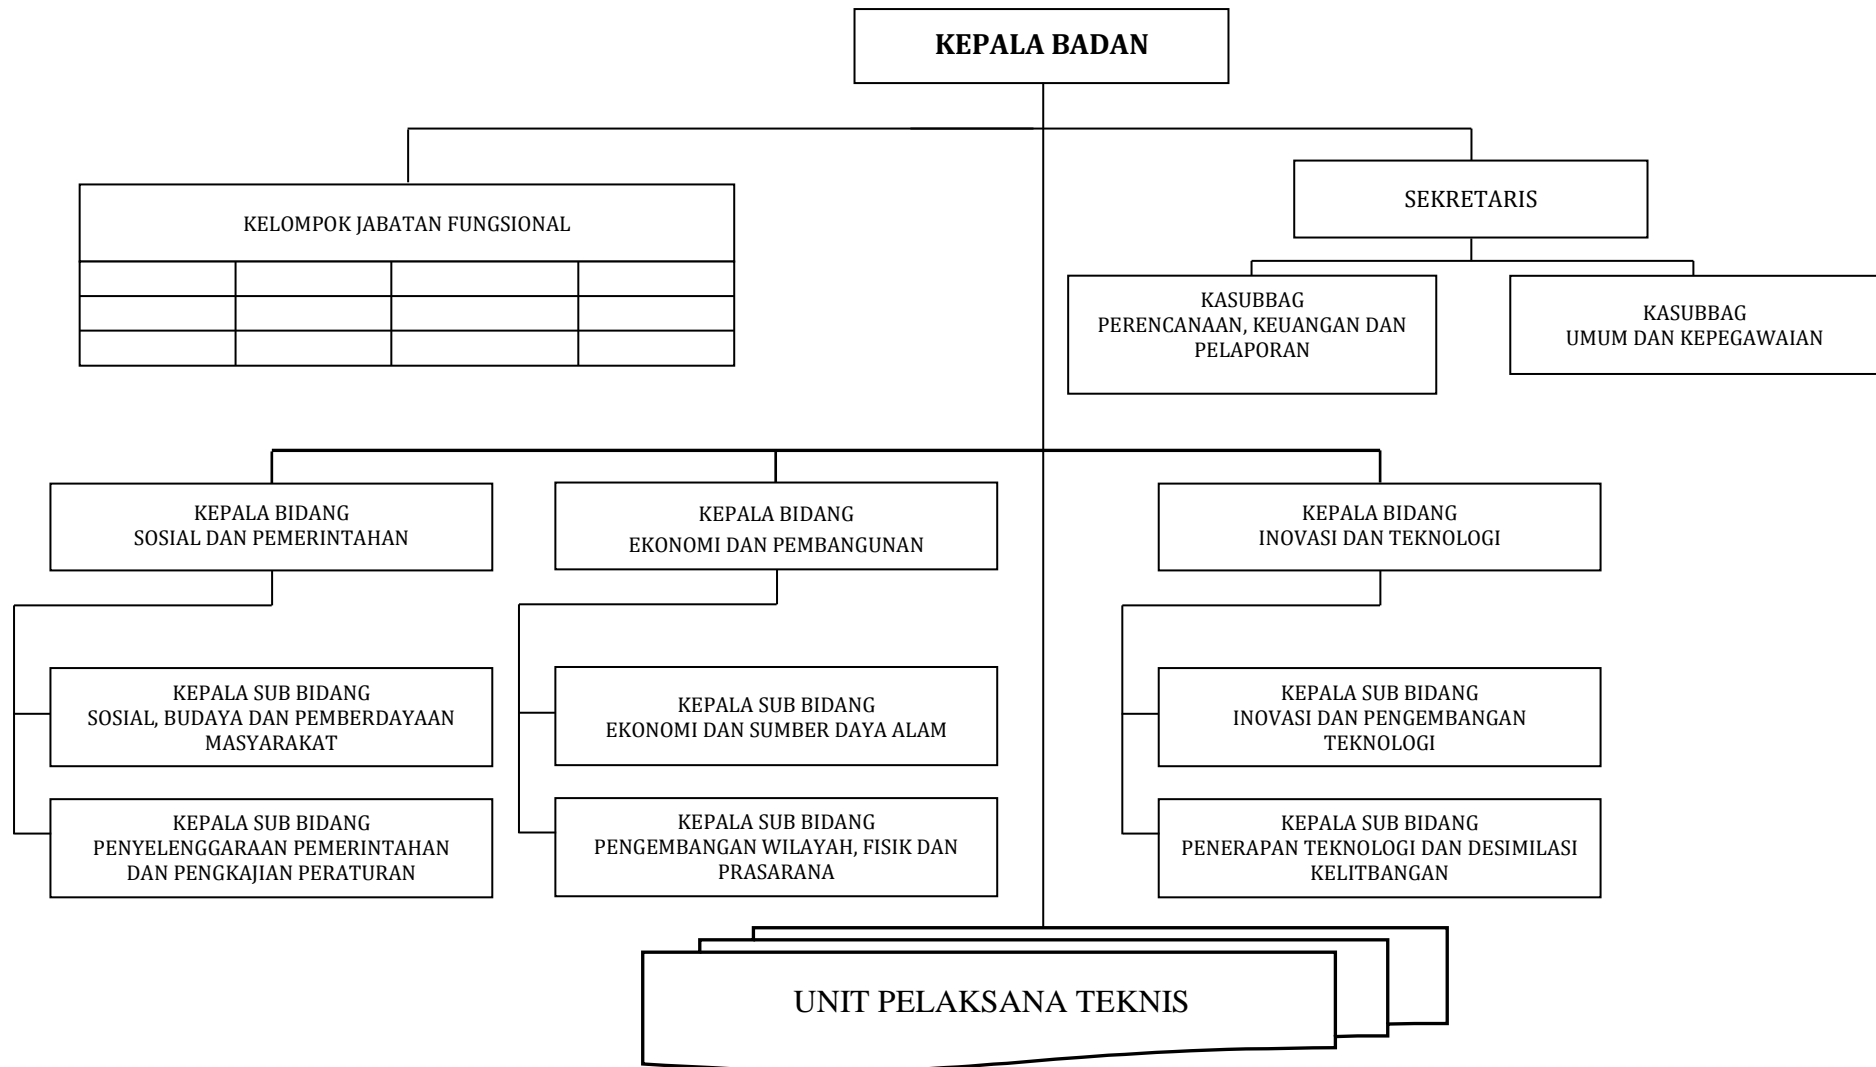 KEPALA BADAN
KELOMPOK JABATAN FUNGSIONAL
SEKRETARIS
KASUBBAG
PERENCANAAN, KEUANGAN DAN
PELAPORAN
KASUBBAG
UMUM DAN KEPEGAWAIAN
KEPALA BIDANG
SOSIAL DAN PEMERINTAHAN
KEPALA BIDANG
EKONOMI DAN PEMBANGUNAN
KEPALA BIDANG
INOVASI DAN TEKNOLOGI
KEPALA SUB BIDANG
SOSIAL, BUDAYA DAN PEMBERDAYAAN
MASYARAKAT
KEPALA SUB BIDANG
EKONOMI DAN SUMBER DAYA ALAM
KEPALA SUB BIDANG
INOVASI DAN PENGEMBANGAN
TEKNOLOGI
KEPALA SUB BIDANG
PENYELENGGARAAN PEMERINTAHAN
DAN PENGKAJIAN PERATURAN
KEPALA SUB BIDANG
PENGEMBANGAN WILAYAH, FISIK DAN
PRASARANA
KEPALA SUB BIDANG
PENERAPAN TEKNOLOGI DAN DESIMILASI
KELITBANGAN
UNIT PELAKSANA TEKNIS